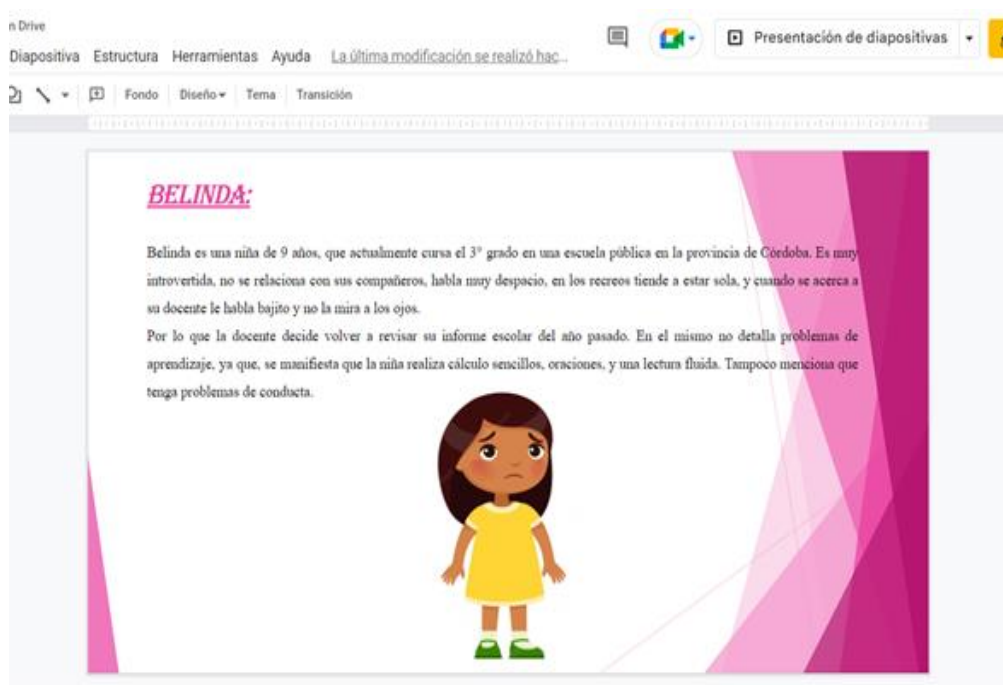 n Drive
Diapositiva Estructura Herramientas Ayuda La última modificación se realizó hac...
Presentación de diapositivas
Fondo Diseño Tema Transición
BELINDA:
Belinda es una niña de 9 años, que actualmente cursa el 3° grado en una escuela pública en la provincia de Córdoba. Es muy
introvertida, no se relaciona con sus compañeros, habla muy despacio, en los recreos tiende a estar sola, y cuando se acerca a
su docente le habla bajito y no la mira a los ojos.
Por lo que la docente decide volver a revisar su informe escolar del año pasado. En el mismo no detalla problemas de
aprendizaje, ya que, se manifiesta que la niña realiza cálculo sencillos, oraciones, y una lectura fluida. Tampoco menciona que
tenga problemas de conducta.